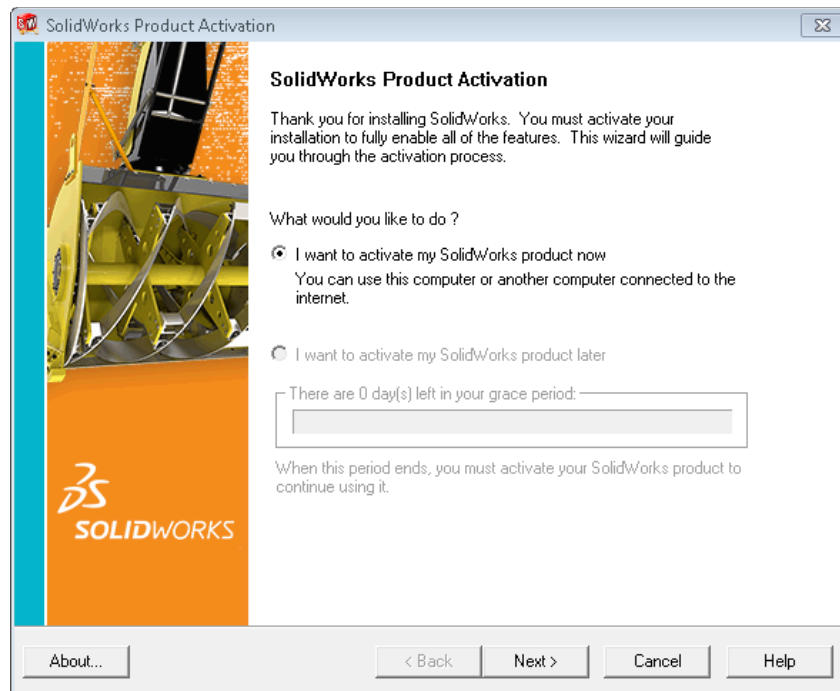 SolidWorks Product Activation
SolidWorks Product Activation
Thank you for installing SolidWorks. You must activate your
installation to fully enable all of the features. This wizard will guide
you through the activation process.
What would you like to do ?
I want to activate my SolidWorks product now
You can use this computer or another computer connected to the
internet.
I want to activate my SolidWorks product later
There are 0 day(s) left in your grace period:
When this period ends, you must activate your SolidWorks product to
continue using it.
SOLIDWORKS
About...
< Back
Next >
Cancel
Help